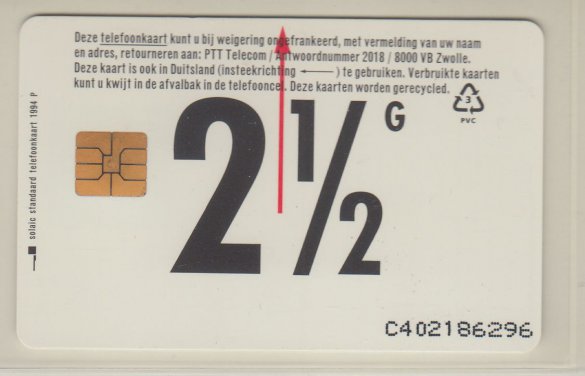 Deze telefoonkaart kunt u bij weigering ongefrankeerd, met vermelding van uw naam
en adres, retourneren aan: PTT Telecom / Antwoordnummer 2018 / 8000 VB Zwolle.
Deze kaart is ook in Duitsland (insteekrichting ←) te gebruiken. Verbruikte kaarten
kunt u kwijt in de afvalbak in de telefooncel. Deze kaarten worden gerecycled.
3
PVC
2 1/2 G
solaic standaard telefoonkaart 1994 P
C402186296